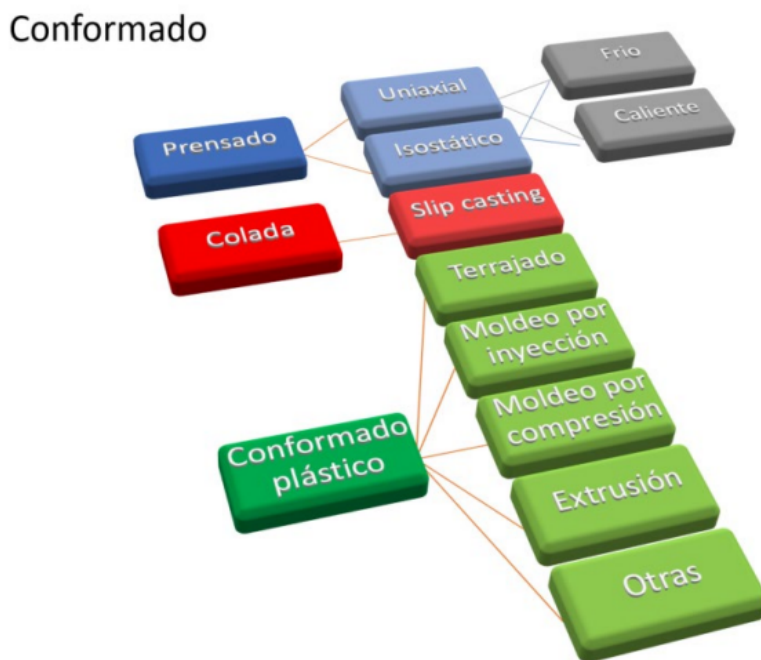 Conformado
Prensado
Uniaxial
Isostático
Frio
Caliente
Colada
Slip casting
Conformado
plástico
Terrajado
Moldeo por
inyección
Moldeo por
compresión
Extrusión
Otras